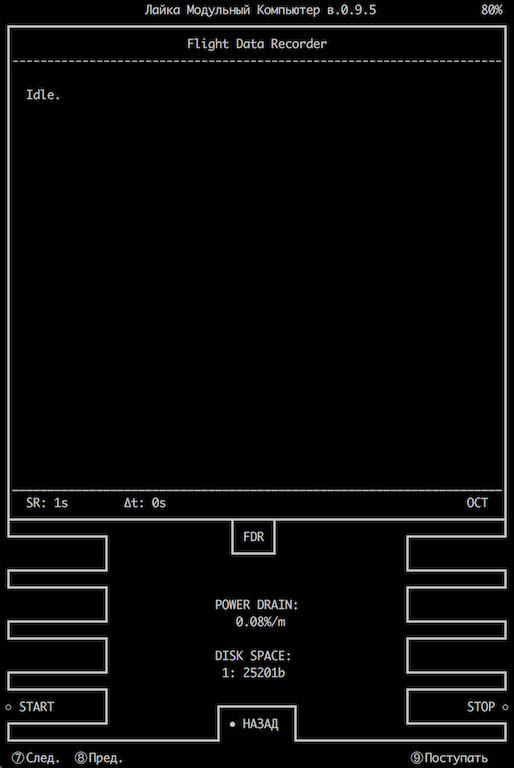 Лайка Модульный Компьютер в.0.9.5 80%
Flight Data Recorder
Idle.
SR: 1s Δt: 0s OCT
FDR
POWER DRAIN:
0.08%/m
DISK SPACE:
1: 25201b
START STOP
НАЗАД
⑦След. ⑧Пред. ⑨Поступать